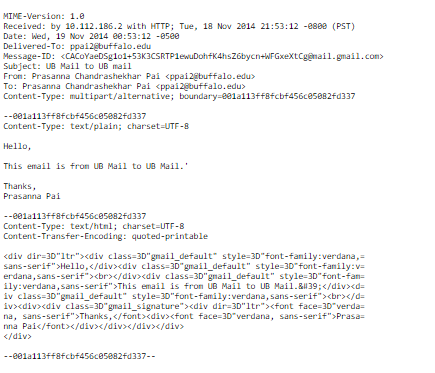 MIME-Version: 1.0
Received: by 10.112.186.2 with HTTP; Tue, 18 Nov 2014 21:53:12 -0800 (PST)
Date: Wed, 19 Nov 2014 00:53:12 -0500
Delivered-To: ppai2@buffalo.edu
Message-ID: <CACoYaeDSg1o1+53K3CSRTP1ewuDohfK4hsZ6bycn+WFGxeXtCg@mail.gmail.com>
Subject: UB Mail to UB mail
From: Prasanna Chandrashekhar Pai <ppai2@buffalo.edu>
To: Prasanna Chandrashekhar Pai <ppai2@buffalo.edu>
Content-Type: multipart/alternative; boundary=001a113ff8fcbf456c05082fd337

--001a113ff8fcbf456c05082fd337
Content-Type: text/plain; charset=UTF-8

Hello,

This email is from UB Mail to UB Mail.'

Thanks,
Prasanna Pai

--001a113ff8fcbf456c05082fd337
Content-Type: text/html; charset=UTF-8
Content-Transfer-Encoding: quoted-printable

<div dir=3D"ltr"><div class=3D"gmail_default" style=3D"font-family:verdana,=
sans-serif">Hello,</div><div class=3D"gmail_default" style=3D"font-family:v=
erdana,sans-serif"><br></div><div class=3D"gmail_default" style=3D"font-fam=
ily:verdana,sans-serif">This email is from UB Mail to UB Mail.&#39;</div><d=
iv class=3D"gmail_default" style=3D"font-family:verdana,sans-serif"><br></d=
iv><div><div class=3D"gmail_signature"><div dir=3D"ltr"><font face=3D"verda=
na, sans-serif">Thanks,</font><div><font face=3D"verdana, sans-serif">Prasa=
nna Pai</font></div></div></div></div>
</div>

--001a113ff8fcbf456c05082fd337--